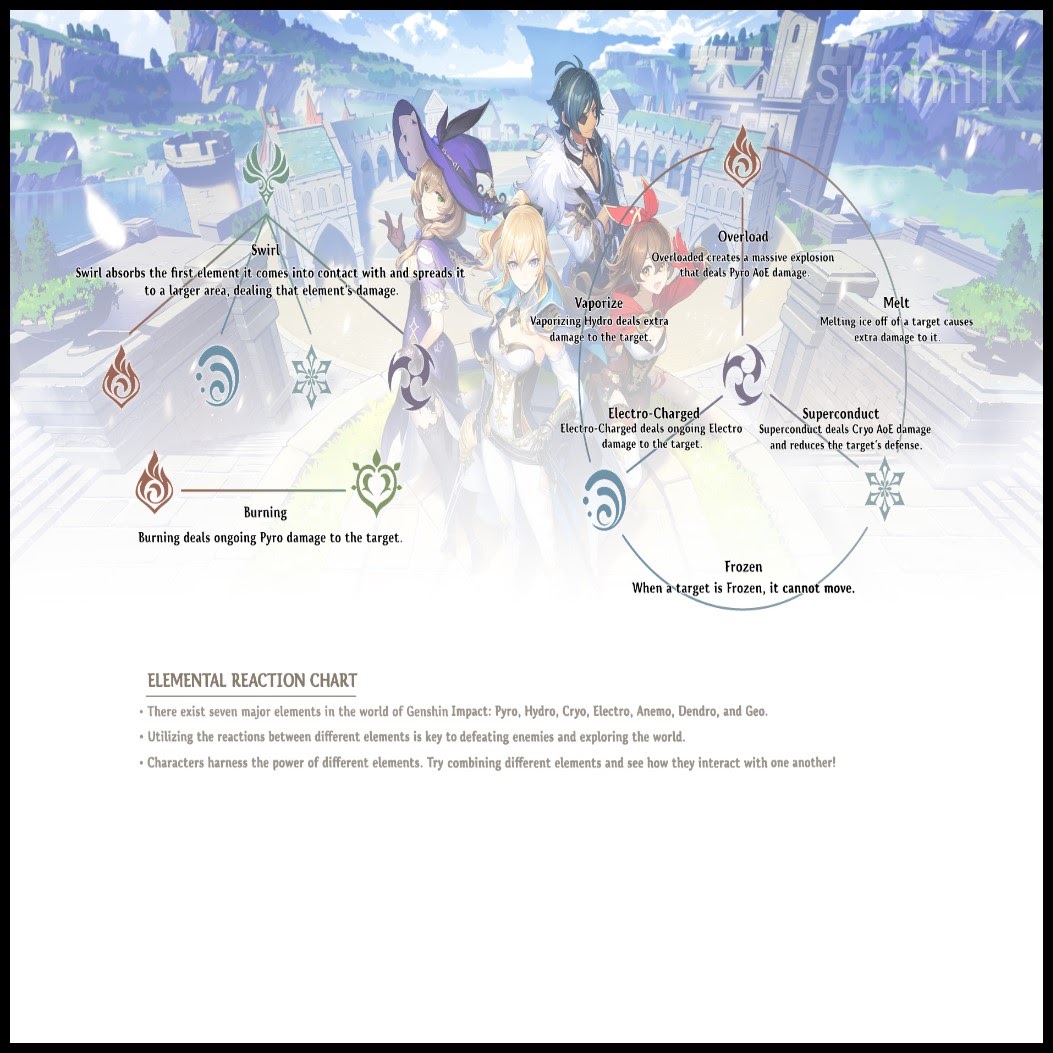 sunmilk
Swirl
Swirl absorbs the first element it comes into contact with and spreads it
to a larger area, dealing that element's damage.
Overload
Overloaded creates a massive explosion
that deals Pyro AoE damage.
Vaporize
Vaporizing Hydro deals extra
damage to the target.
Melt
Melting ice off of a target causes
extra damage to it.
Electro-Charged
Electro-Charged deals ongoing Electro
damage to the target.
Superconduct
Superconduct deals Cryo AoE damage
and reduces the target's defense.
Burning
Burning deals ongoing Pyro damage to the target.
Frozen
When a target is Frozen, it cannot move.
ELEMENTAL REACTION CHART
• There exist seven major elements in the world of Genshin Impact: Pyro, Hydro, Cryo, Electro, Anemo, Dendro, and Geo.
• Utilizing the reactions between different elements is key to defeating enemies and exploring the world.
• Characters harness the power of different elements. Try combining different elements and see how they interact with one another!